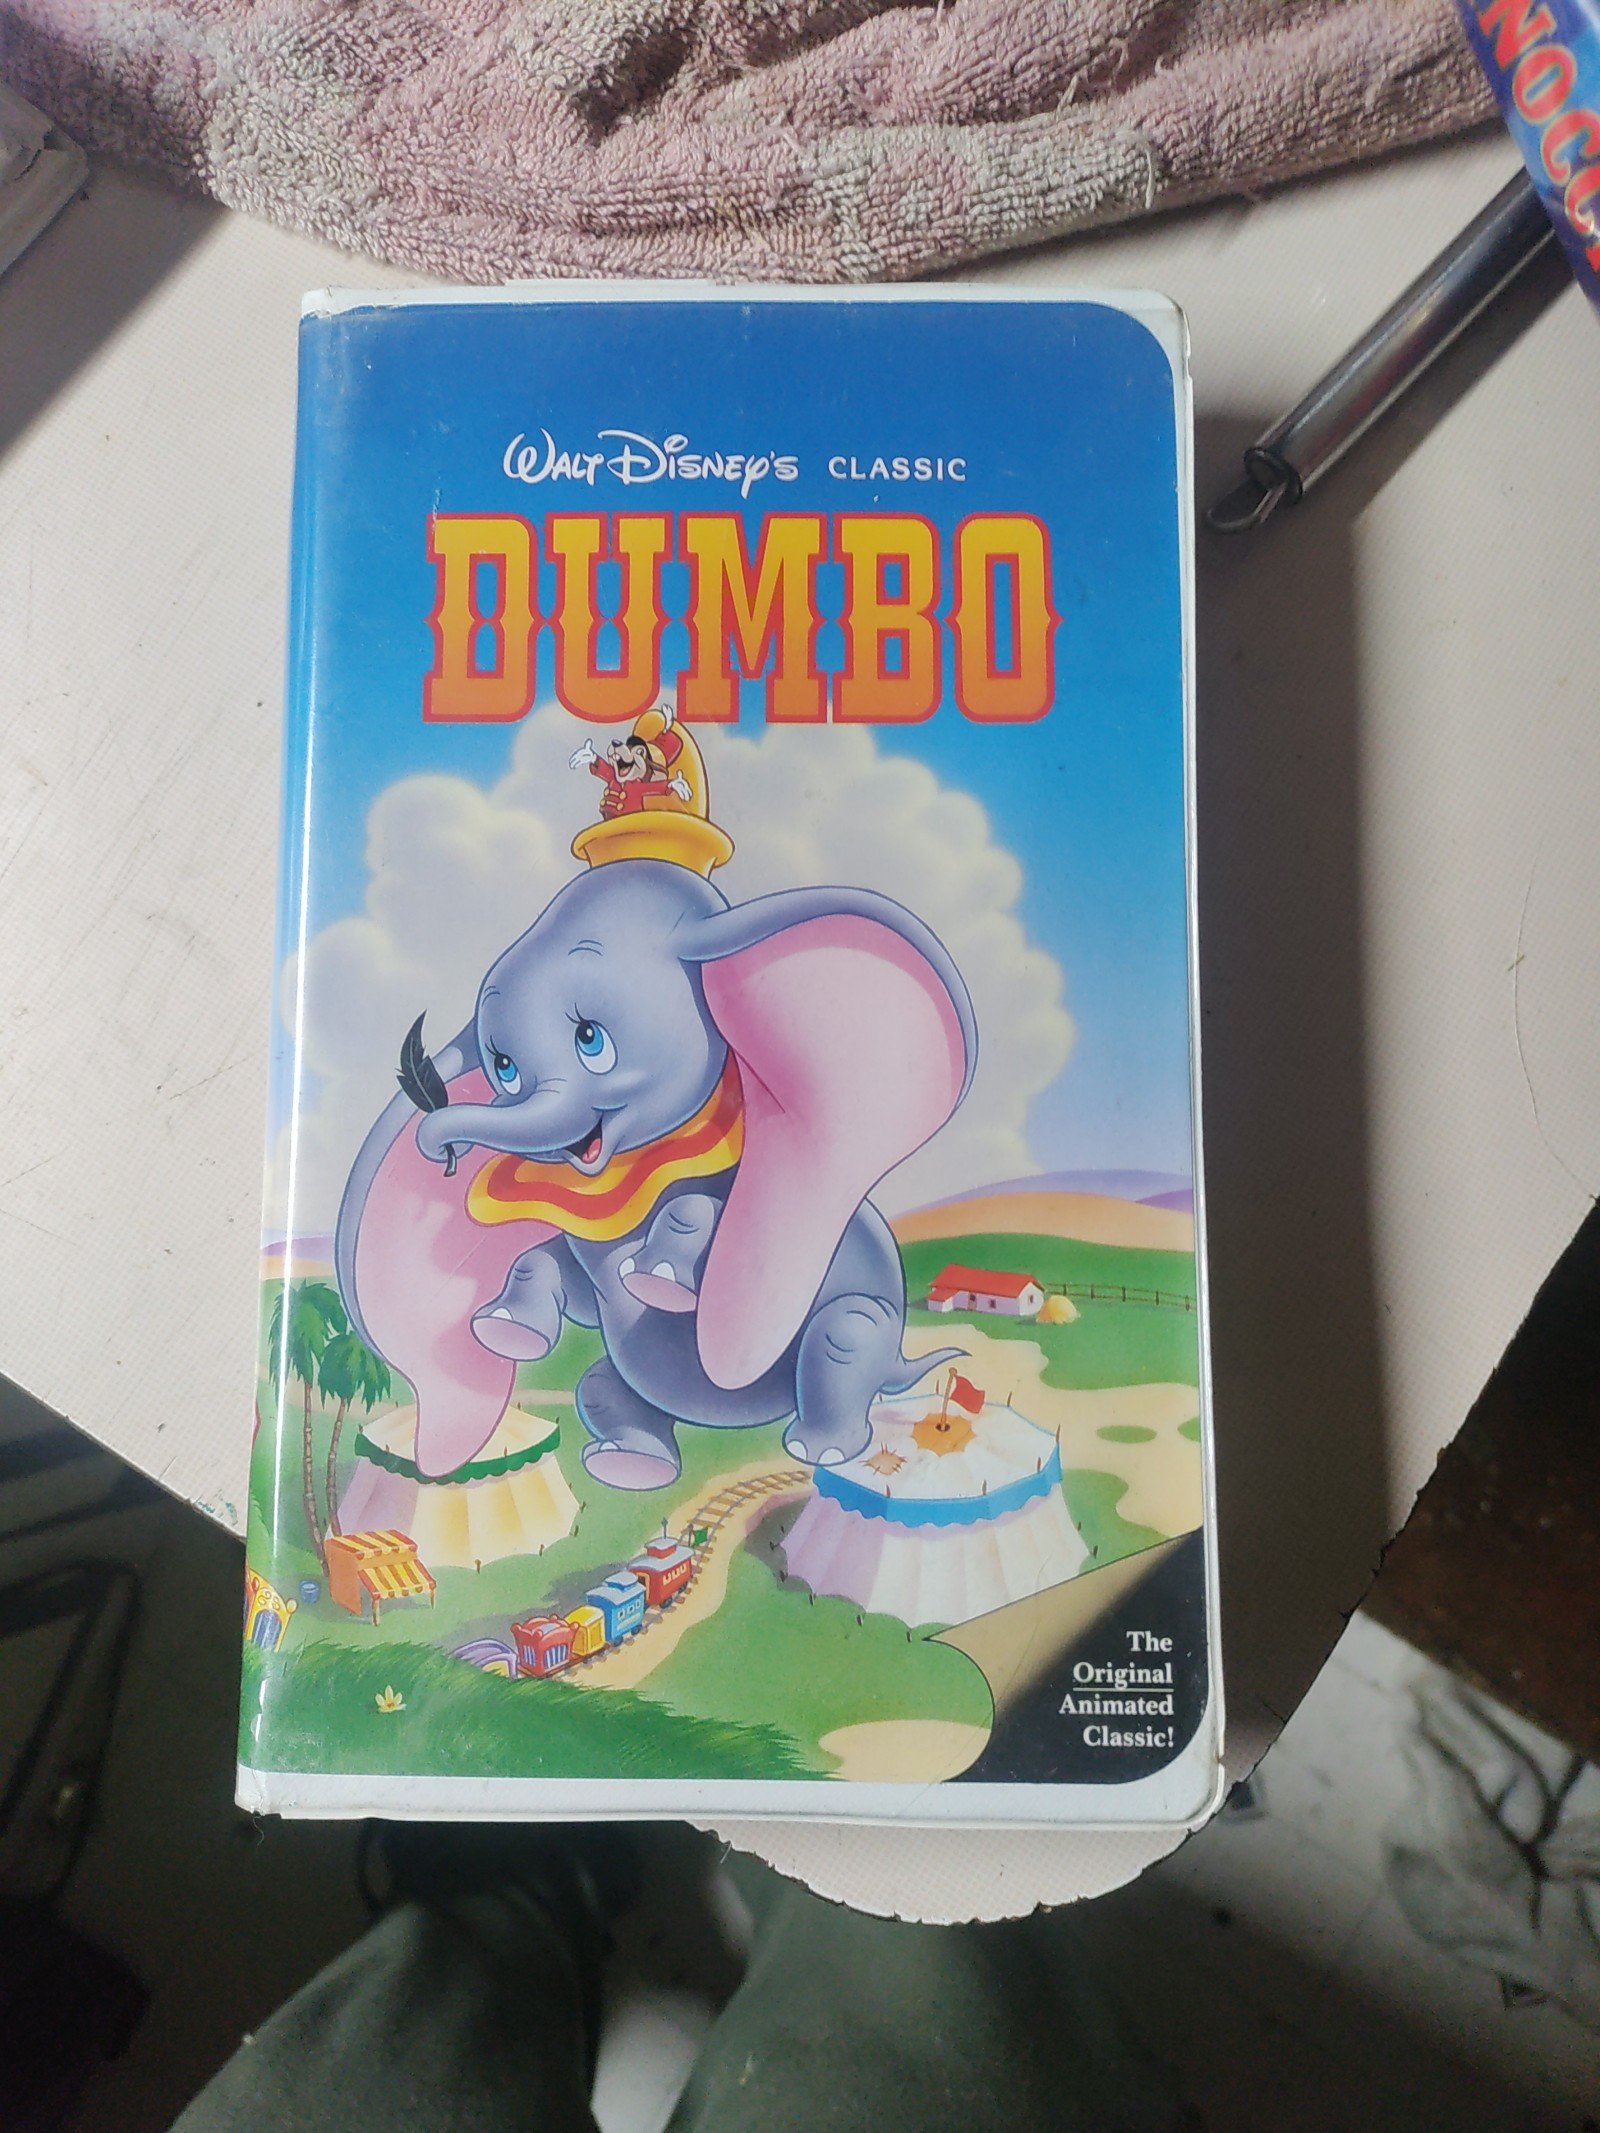 WALT DISNEY'S CLASSIC
DUMBO
The
Original
Animated
Classic!